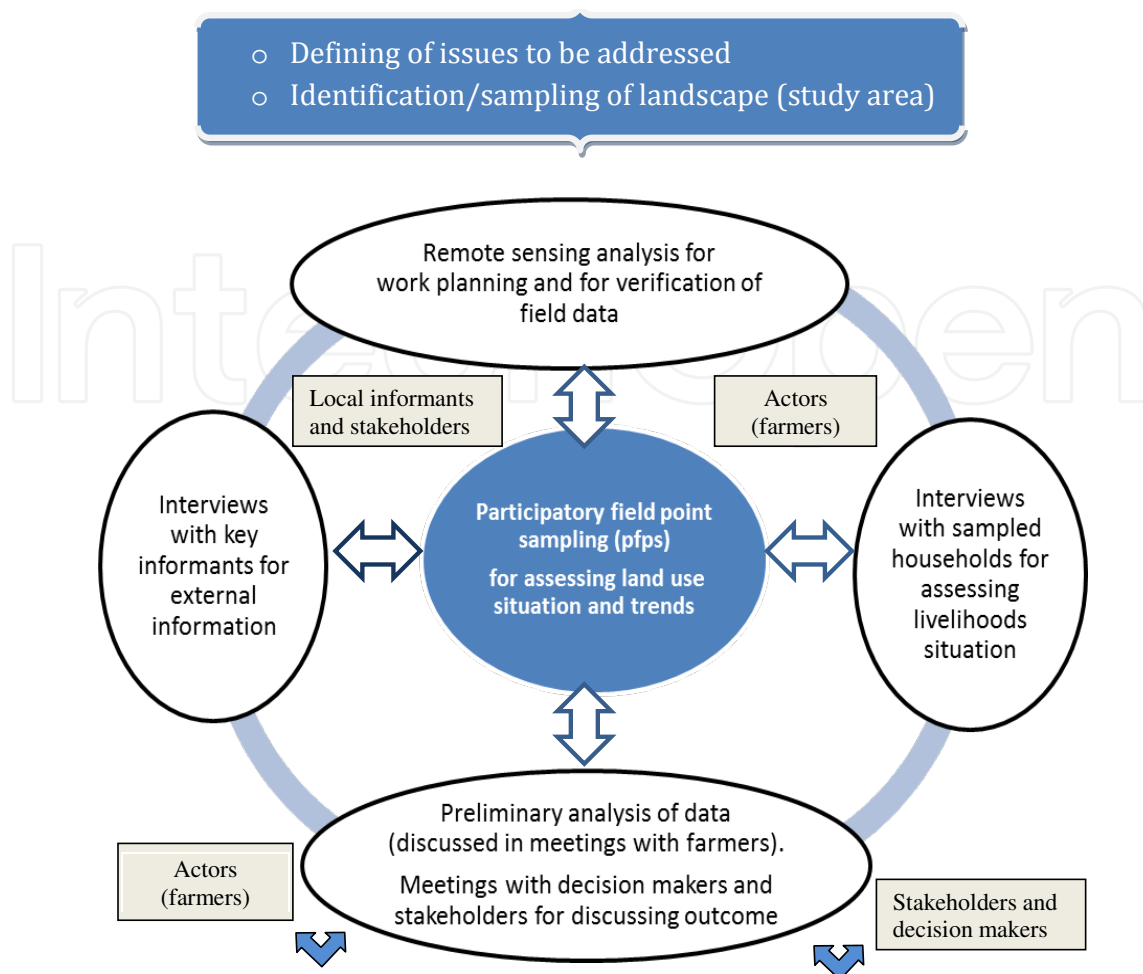 ○ Defining of issues to be addressed
○ Identification/sampling of landscape (study area)
Remote sensing analysis for
work planning and for verification of
field data
Local informants
and stakeholders
Actors
(farmers)
Interviews
with key
informants for
external
information
Participatory field point
sampling (pfps)
for assessing land use
situation and trends
Interviews
with sampled
households for
assessing
livelihoods
situation
Preliminary analysis of data
(discussed in meetings with farmers).
Meetings with decision makers and
stakeholders for discussing outcome
Actors
(farmers)
Stakeholders and
decision makers
IntechOpen